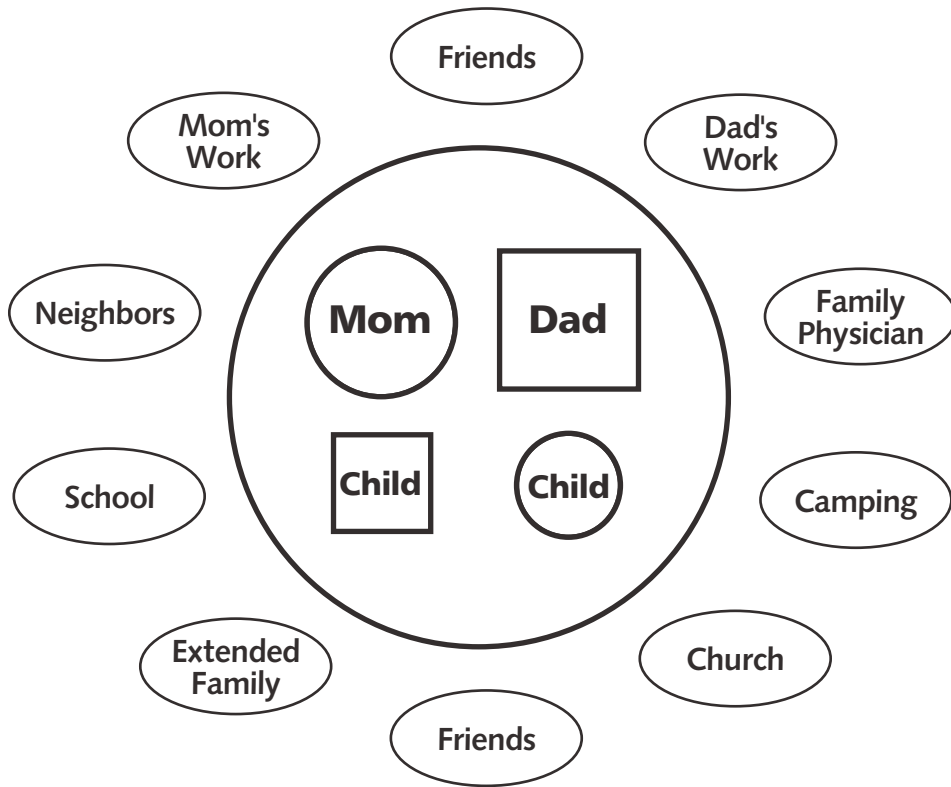 Friends
Mom's
Work
Dad's
Work
Neighbors
Mom
Dad
Family
Physician
School
Child
Child
Camping
Extended
Family
Church
Friends